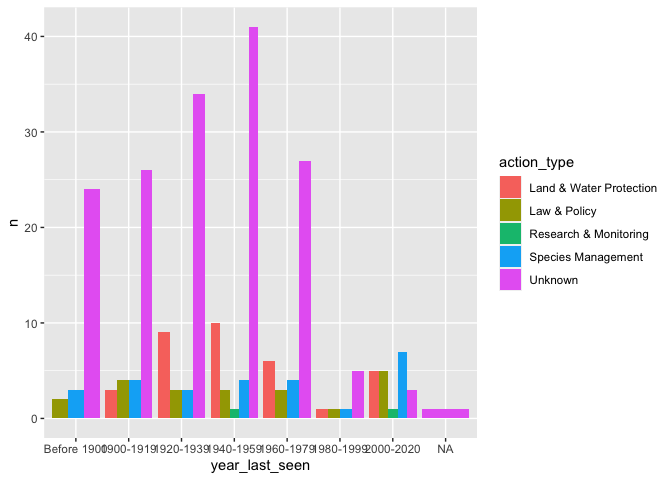 40
30
20
10
0
n
Before 1900 1900-1919 1920-1939 1940-1959 1960-1979 1980-1999 2000-2020 NA
year_last_seen
action_type
Land & Water Protection
Law & Policy
Research & Monitoring
Species Management
Unknown